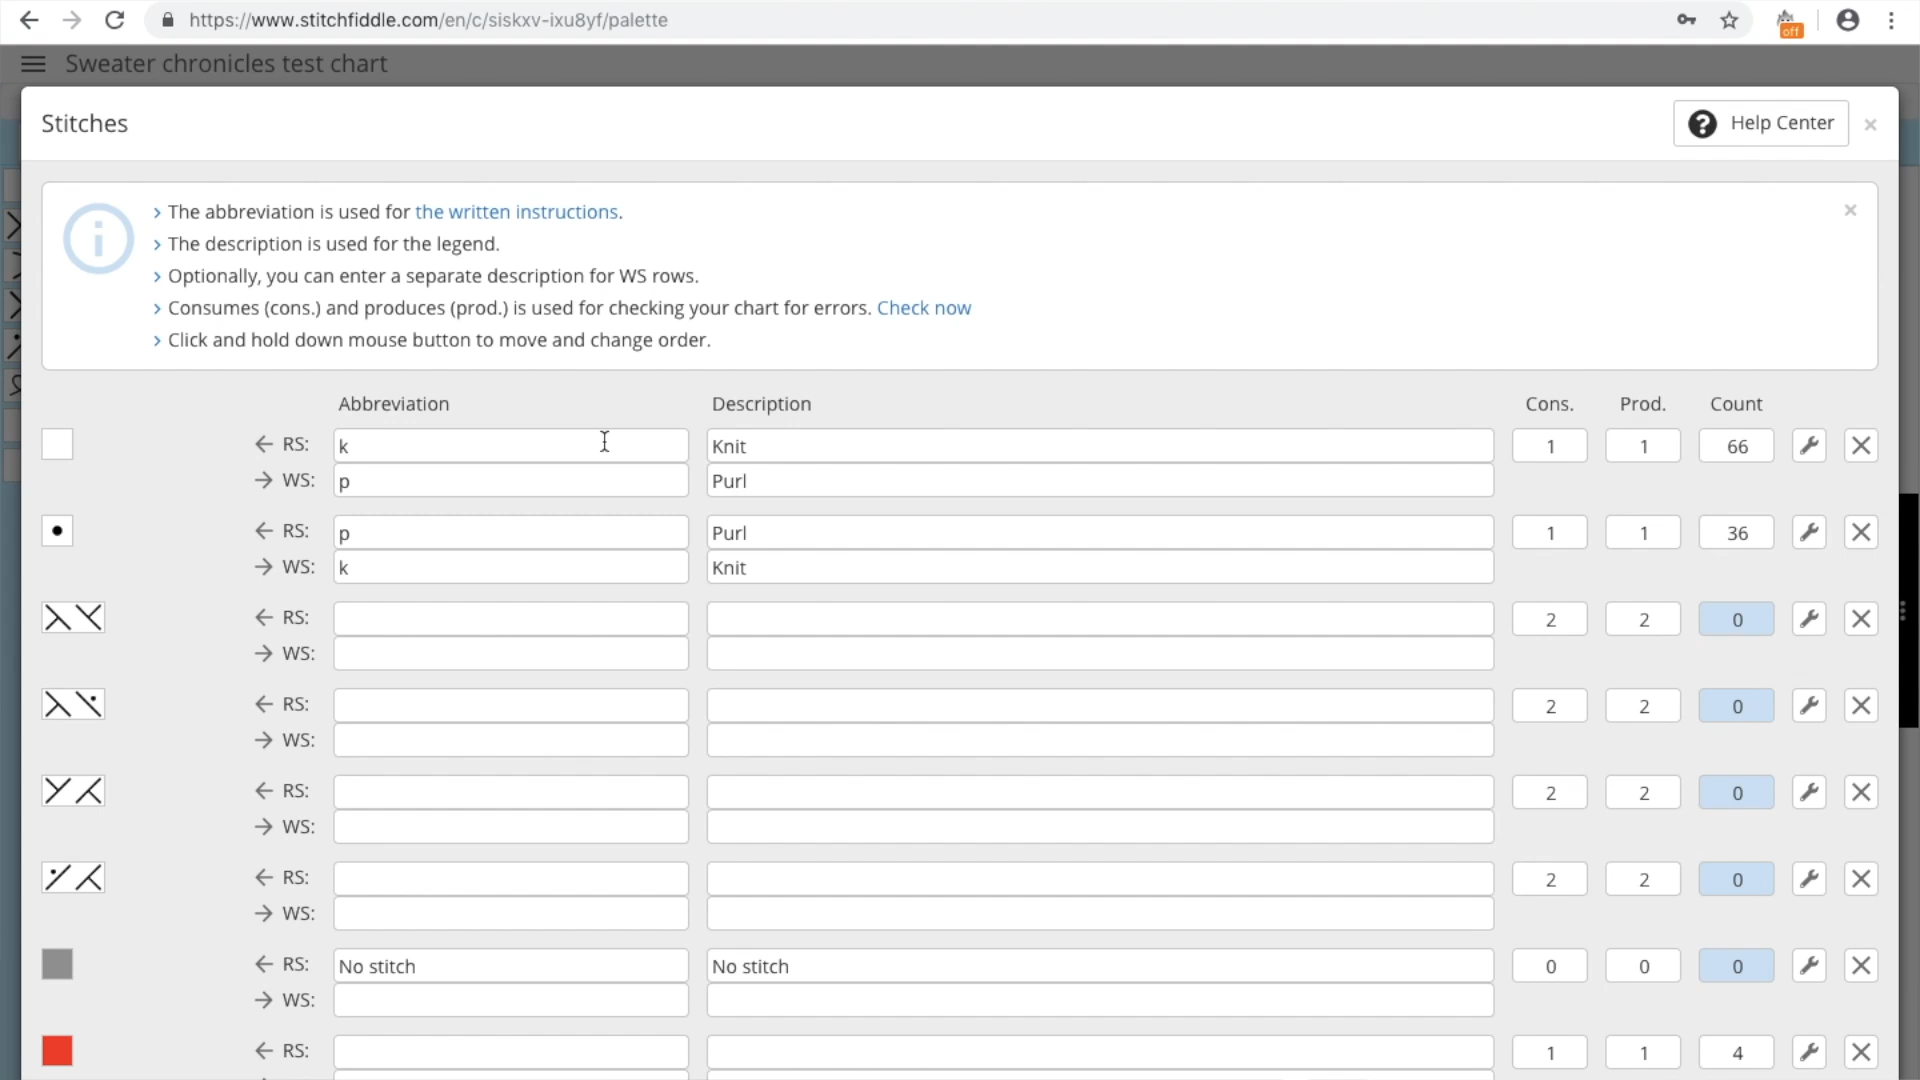 https://www.stitchfiddle.com/en/c/siskxv-ixu8yf/palette
off
Sweater chronicles test chart
Stitches
? Help Center ×
> The abbreviation is used for the written instructions. ×
> The description is used for the legend.
> Optionally, you can enter a separate description for WS rows.
> Consumes (cons.) and produces (prod.) is used for checking your chart for errors. Check now
> Click and hold down mouse button to move and change order.
Abbreviation Description Cons. Prod. Count
← RS: k Knit 1 1 66
→ WS: p Purl
← RS: p Purl 1 1 36
→ WS: k Knit
← RS: 2 2 0
→ WS:
← RS: 2 2 0
→ WS:
← RS: 2 2 0
→ WS:
← RS: 2 2 0
→ WS:
← RS: No stitch No stitch 0 0 0
→ WS:
← RS: 1 1 4